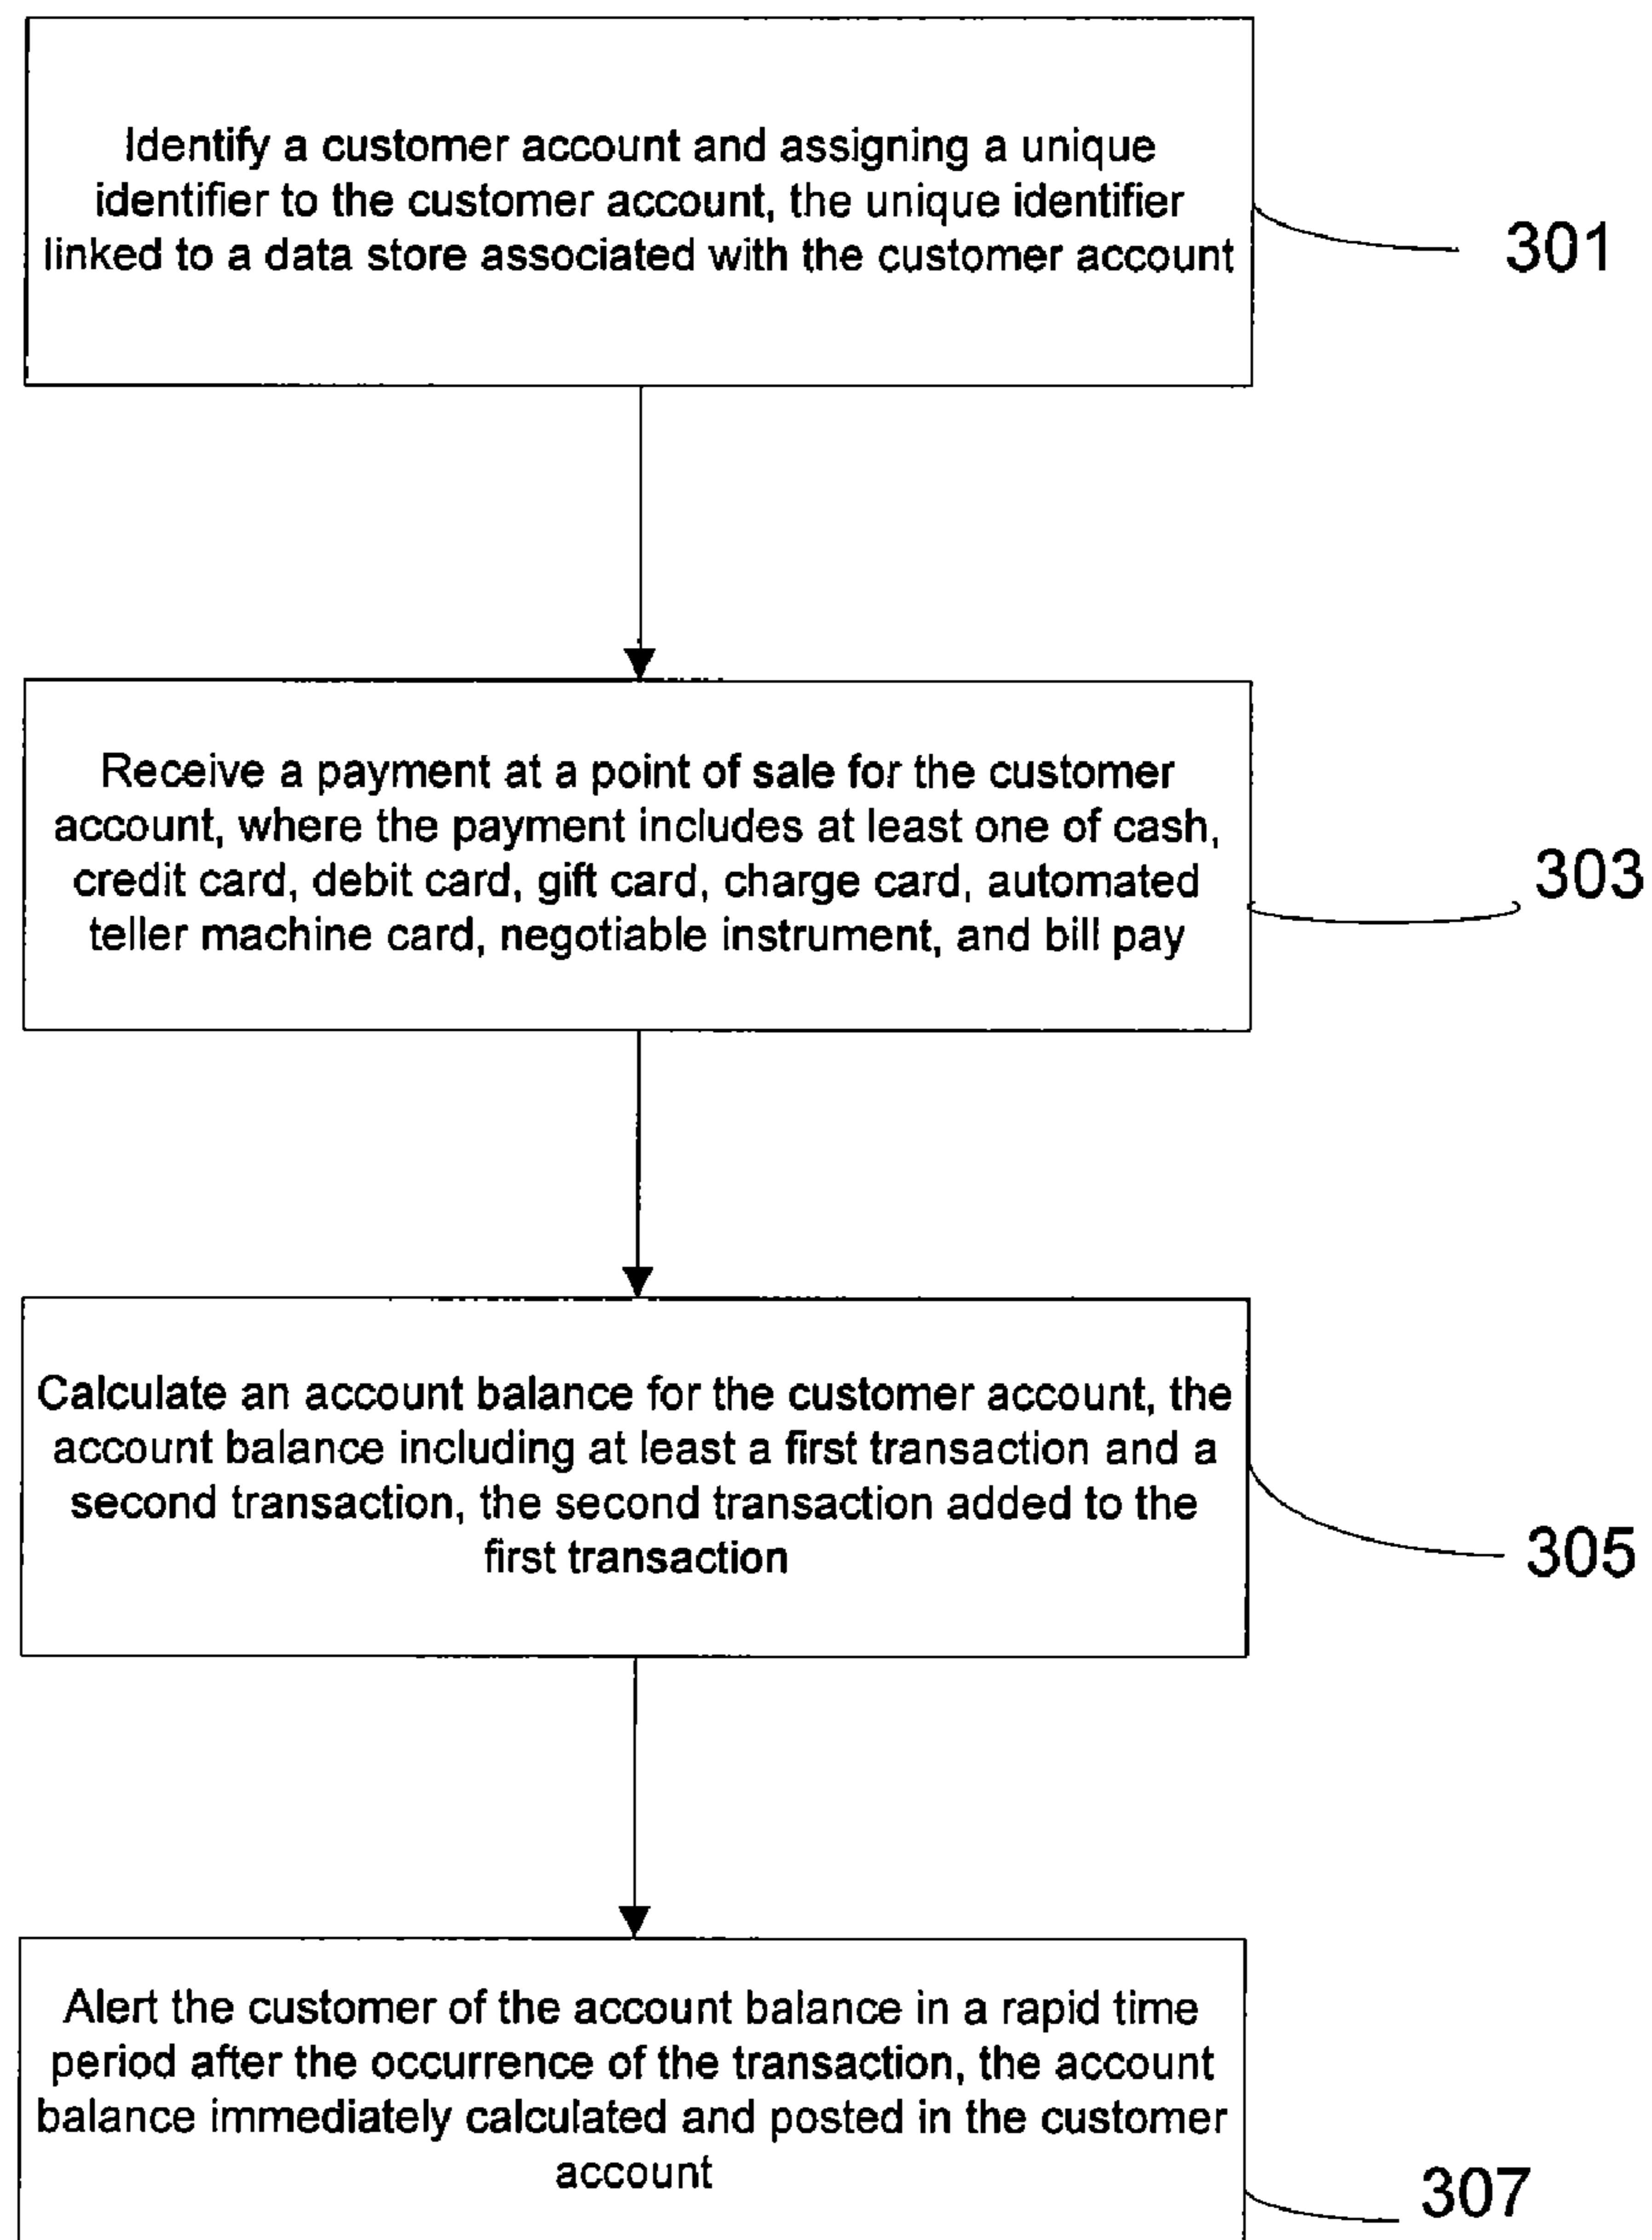 Identify a customer account and assigning a unique
identifier to the customer account, the unique identifier
linked to a data store associated with the customer account
301
Receive a payment at a point of sale for the customer
account, where the payment includes at least one of cash,
credit card, debit card, gift card, charge card, automated
teller machine card, negotiable instrument, and bill pay
303
Calculate an account balance for the customer account, the
account balance including at least a first transaction and a
second transaction, the second transaction added to the
first transaction
305
Alert the customer of the account balance in a rapid time
period after the occurrence of the transaction, the account
balance immediately calculated and posted in the customer
account
307